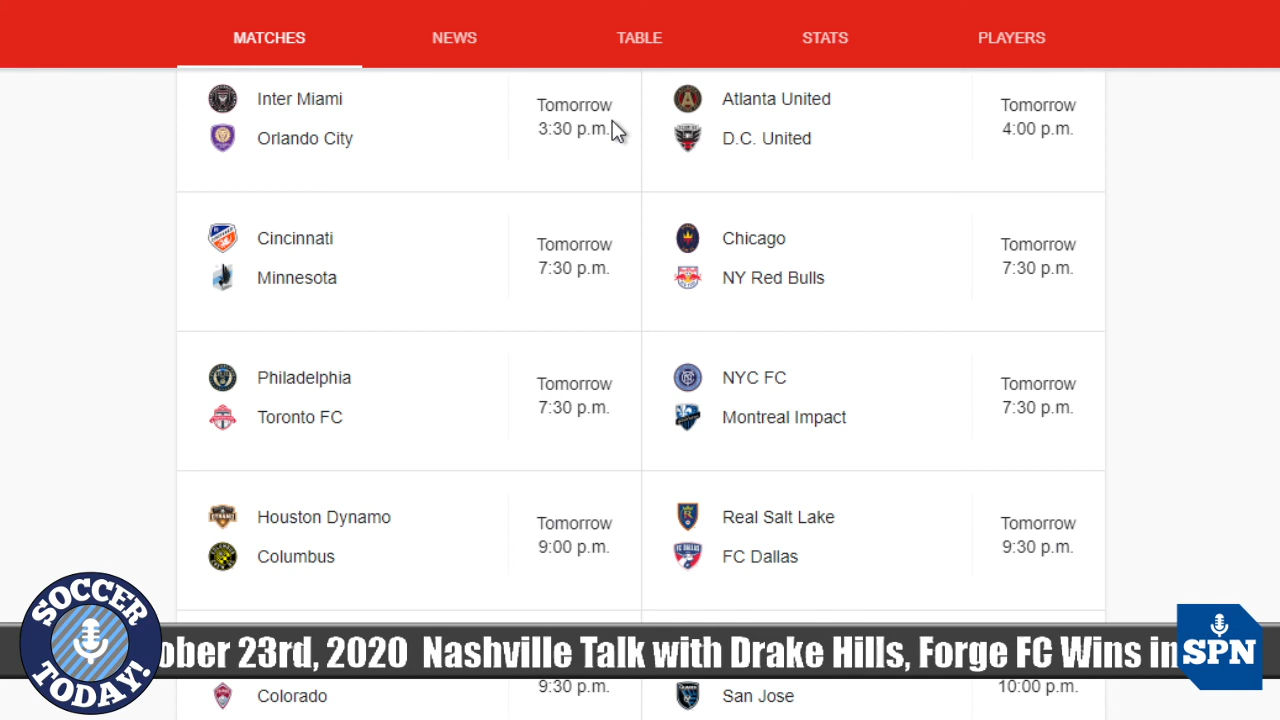 MATCHES NEWS TABLE STATS PLAYERS
Inter Miami
Orlando City
Tomorrow
3:30 p.m.
Atlanta United
D.C. United
Tomorrow
4:00 p.m.
Cincinnati
Minnesota
Tomorrow
7:30 p.m.
Chicago
NY Red Bulls
Tomorrow
7:30 p.m.
Philadelphia
Toronto FC
Tomorrow
7:30 p.m.
NYC FC
Montreal Impact
Tomorrow
7:30 p.m.
Houston Dynamo
Columbus
Tomorrow
9:00 p.m.
Real Salt Lake
FC Dallas
Tomorrow
9:30 p.m.
Colorado
9:30 p.m.
San Jose
10:00 p.m.
SOCCER
TODAY!
ober 23rd, 2020 Nashville Talk with Drake Hills, Forge FC Wins in
SPN